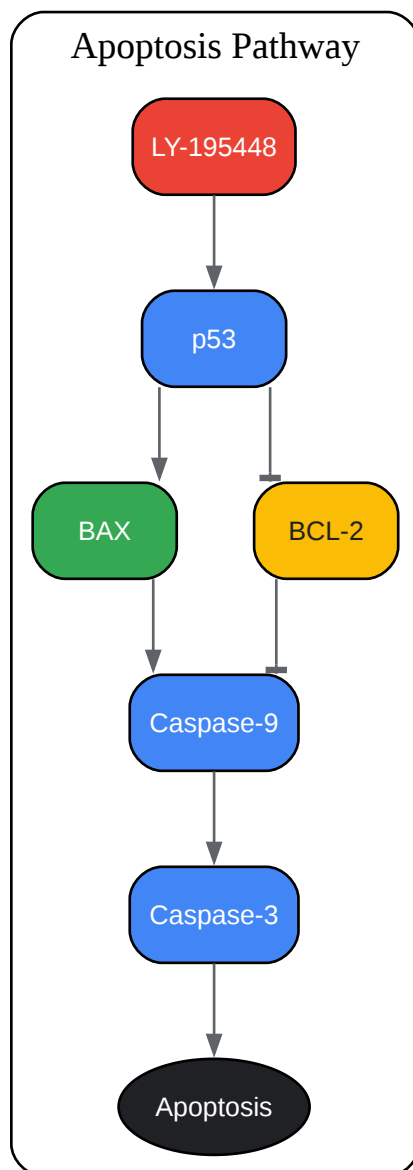 Apoptosis Pathway
LY-195448
p53
BAX
BCL-2
Caspase-9
Caspase-3
Apoptosis